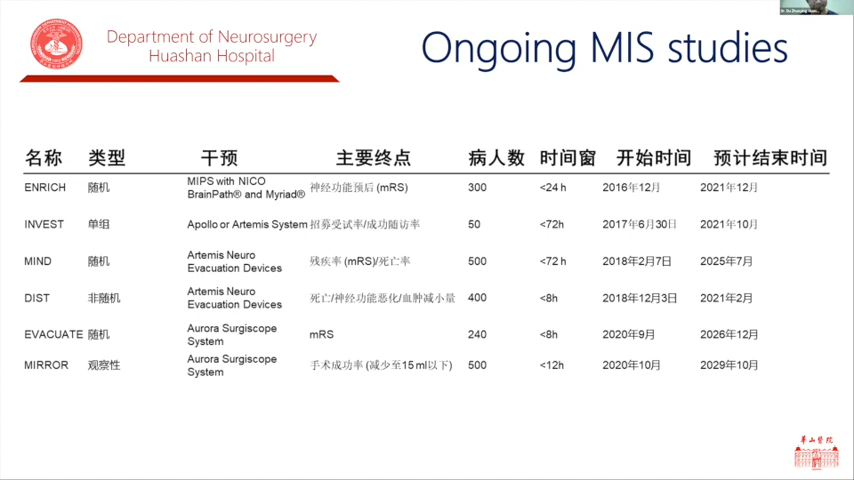 Department of Neurosurgery
Huashan Hospital
Ongoing MIS studies
名称 类型 干预 主要终点 病人数 时间窗 开始时间 预计结束时间
ENRICH 随机 MIPS with NICO BrainPath® and Myriad® 神经功能预后 (mRS) 300 <24 h 2016年12月 2021年12月
INVEST 单组 Apollo or Artemis System 招募受试率/成功随访率 50 <72h 2017年6月30日 2021年10月
MIND 随机 Artemis Neuro Evacuation Devices 残疾率 (mRS)/死亡率 500 <72 h 2018年2月7日 2025年7月
DIST 非随机 Artemis Neuro Evacuation Devices 死亡/神经功能恶化/血肿减小量 400 <8h 2018年12月3日 2021年2月
EVACUATE 随机 Aurora Surgiscope System mRS 240 <8h 2020年9月 2026年12月
MIRROR 观察性 Aurora Surgiscope System 手术成功率 (减少至15 ml以下) 500 <12h 2020年10月 2029年10月
華山醫院